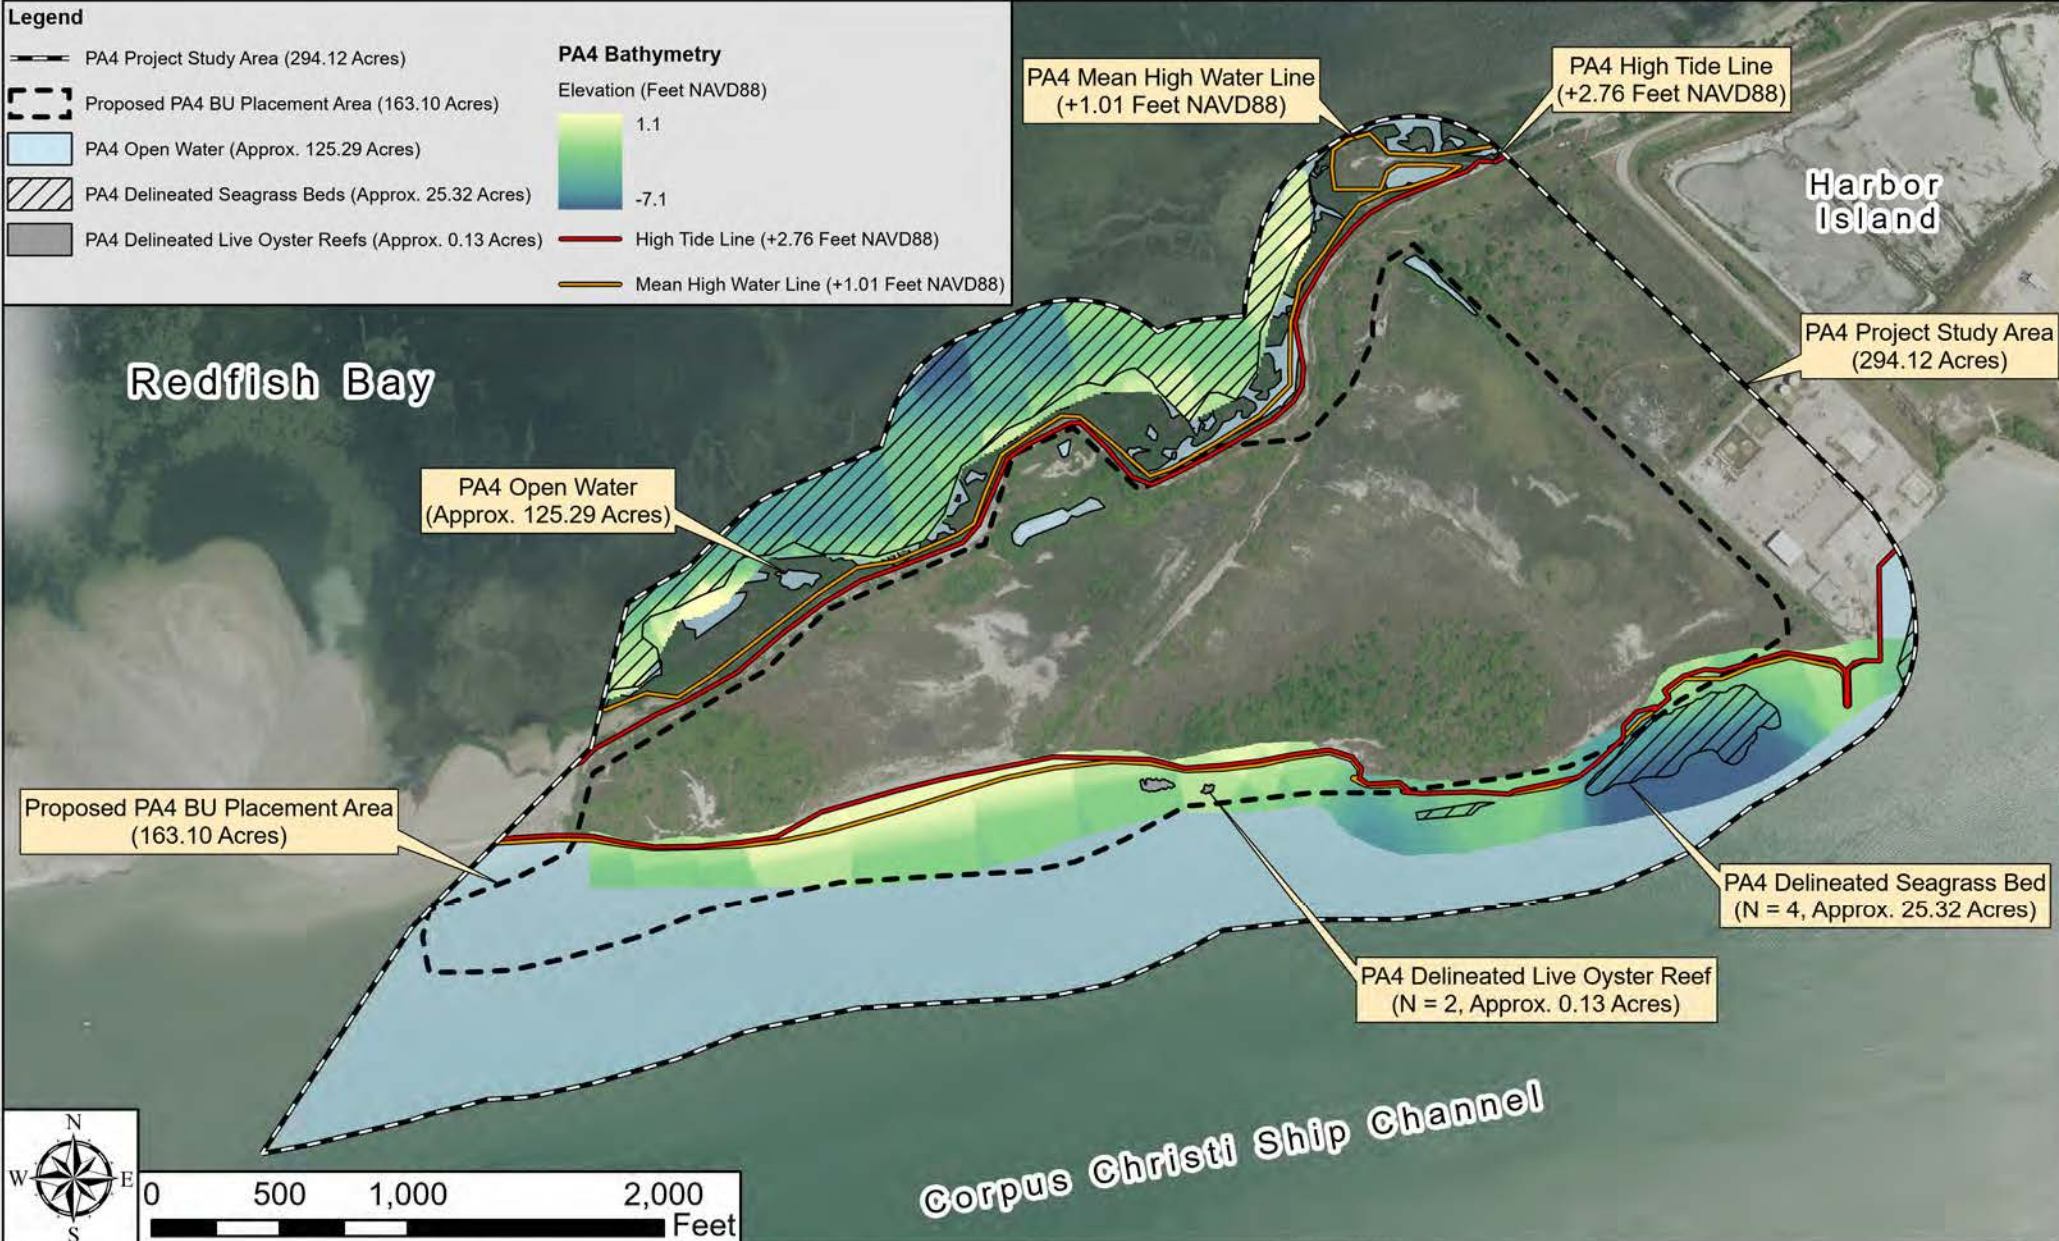 Legend
PA4 Project Study Area (294.12 Acres)
Proposed PA4 BU Placement Area (163.10 Acres)
PA4 Open Water (Approx. 125.29 Acres)
PA4 Delineated Seagrass Beds (Approx. 25.32 Acres)
PA4 Delineated Live Oyster Reefs (Approx. 0.13 Acres)
PA4 Bathymetry
Elevation (Feet NAVD88)
1.1
-7.1
High Tide Line (+2.76 Feet NAVD88)
Mean High Water Line (+1.01 Feet NAVD88)
PA4 Mean High Water Line
(+1.01 Feet NAVD88)
PA4 High Tide Line
(+2.76 Feet NAVD88)
Harbor
Island
PA4 Project Study Area
(294.12 Acres)
Redfish Bay
PA4 Open Water
(Approx. 125.29 Acres)
Proposed PA4 BU Placement Area
(163.10 Acres)
PA4 Delineated Seagrass Bed
(N = 4, Approx. 25.32 Acres)
PA4 Delineated Live Oyster Reef
(N = 2, Approx. 0.13 Acres)
Corpus Christi Ship Channel
N
W E
S
0 500 1,000 2,000
Feet